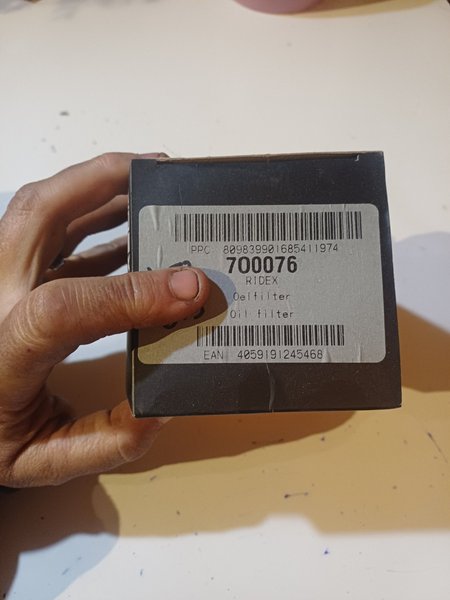 PPC 809839901685411974
700076
RIDEX
Oelfilter
Oil filter
EAN 4059191245468